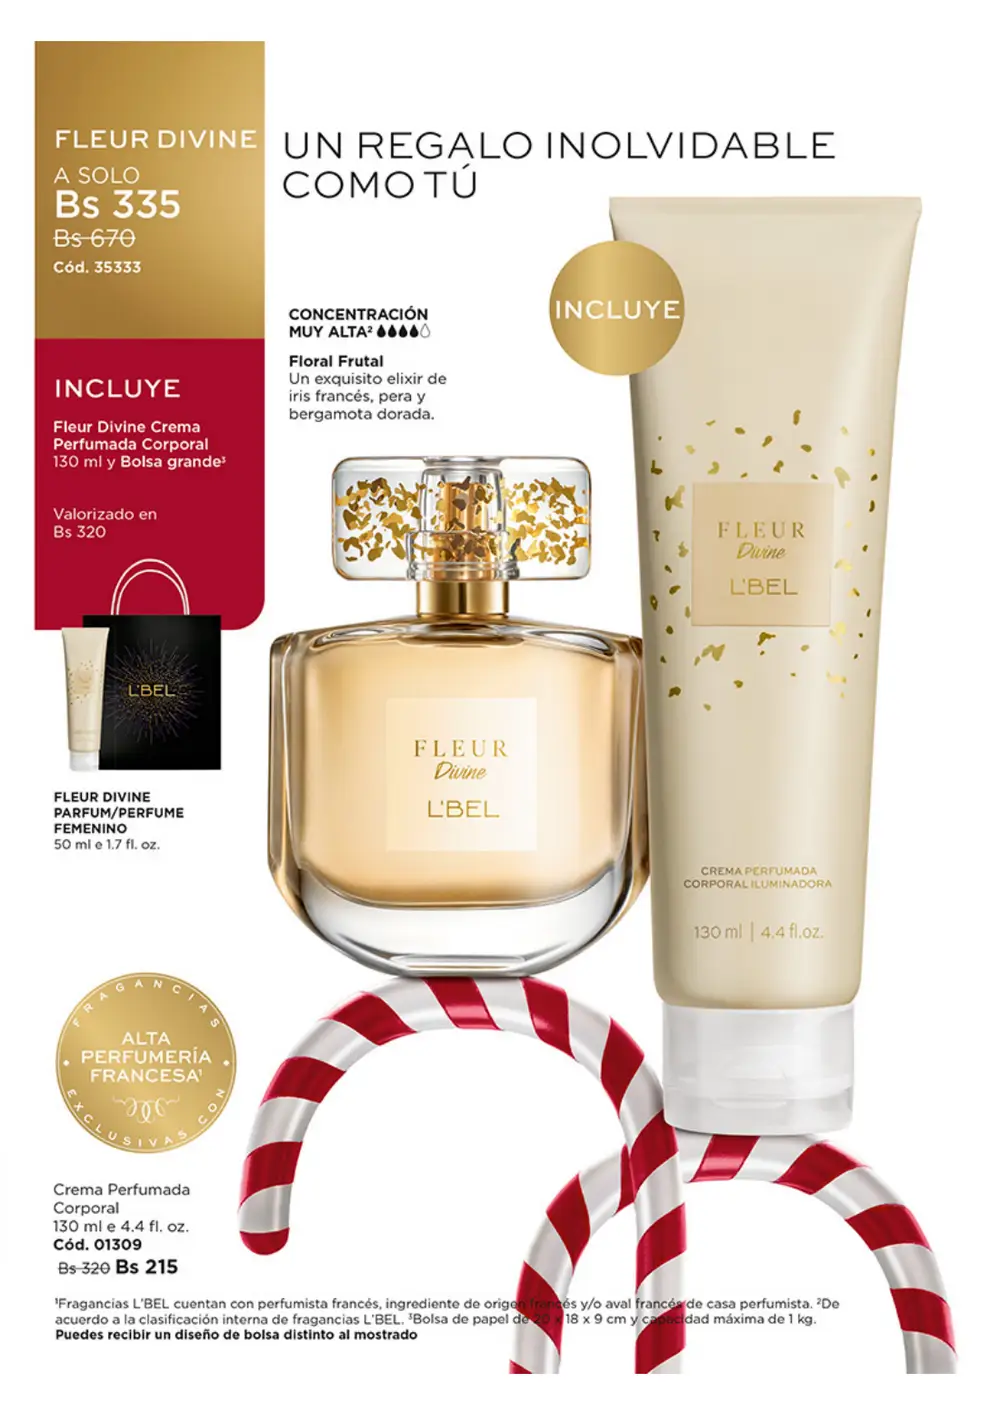 FLEUR DIVINE
A SOLO
Bs 335
Bs 670
Cód. 35333
UN REGALO INOLVIDABLE
COMO TÚ
INCLUYE
Fleur Divine Crema
Perfumada Corporal
130 ml y Bolsa grande³
Valorizado en
Bs 320
L'BEL
FLEUR DIVINE
PARFUM/PERFUME
FEMENINO
50 ml e 1.7 fl. oz.
CONCENTRACIÓN
MUY ALTA²
Floral Frutal
Un exquisito elixir de
iris francés, pera y
bergamota dorada.
INCLUYE
FLEUR
Divine
L'BEL
FLEUR
Divine
L'BEL
CREMA PERFUMADA
CORPORAL ILUMINADORA
130 ml | 4.4 fl.oz.
FRAGANCIAS
ALTA
PERFUMERÍA
FRANCESA¹
EXCLUSIVAS CON
Crema Perfumada
Corporal
130 ml e 4.4 fl. oz.
Cód. 01309
Bs 320 Bs 215
¹Fragancias L'BEL cuentan con perfumista francés, ingrediente de origen francés y/o aval francés de casa perfumista. ²De
acuerdo a la clasificación interna de fragancias L'BEL. ³Bolsa de papel de 20 x 18 x 9 cm y capacidad máxima de 1 kg.
Puedes recibir un diseño de bolsa distinto al mostrado